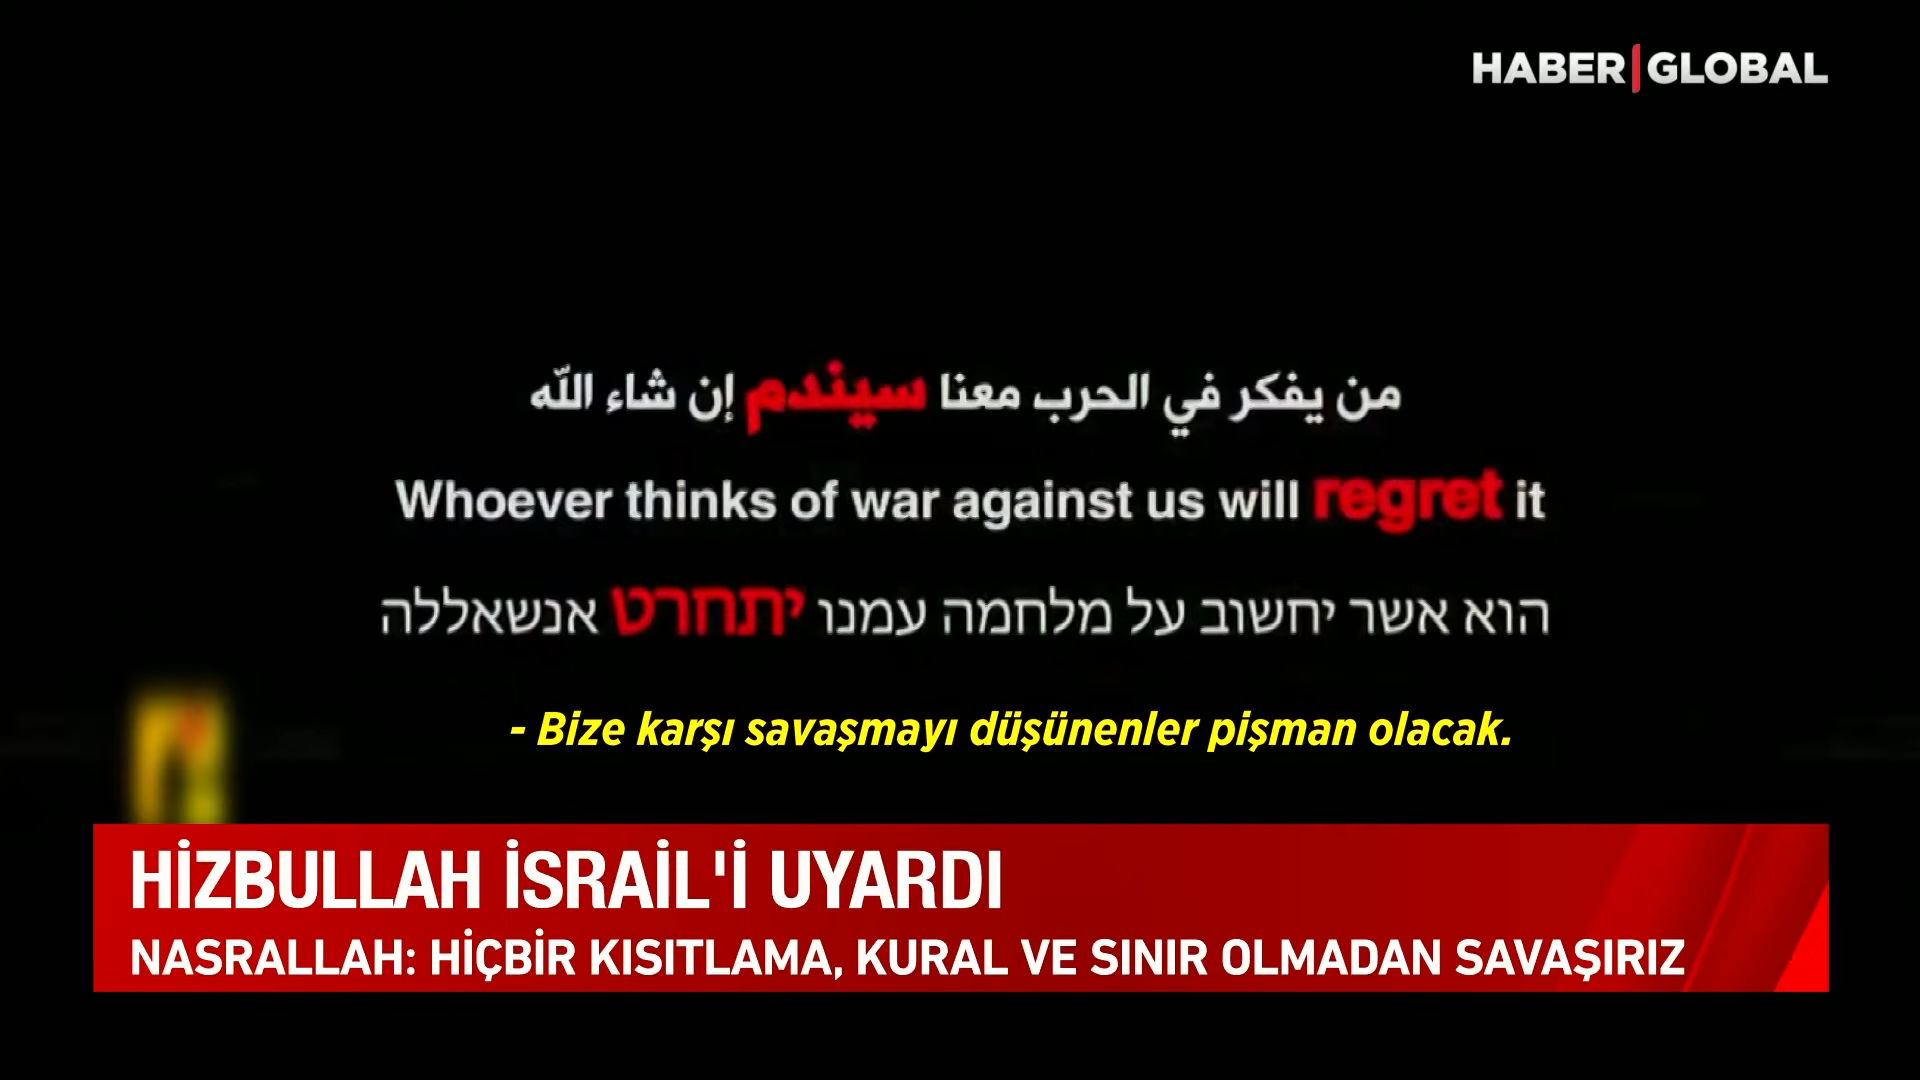 HABER GLOBAL
من يفكر في الحرب معنا سيندم إن شاء الله
Whoever thinks of war against us will regret it
הוא אשר יחשוב על מלחמה עמנו יתחרט אנשאללה
- Bize karşı savaşmayı düşünenler pişman olacak.
HİZBULLAH İSRAİL'İ UYARDI
NASRALLAH: HİÇBİR KISITLAMA, KURAL VE SINIR OLMADAN SAVAŞIRIZ